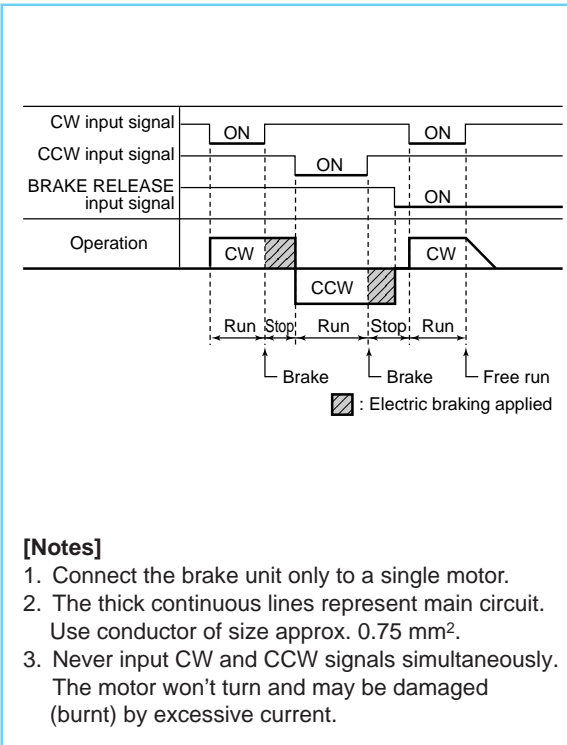 CW input signal
ON
ON
CCW input signal
ON
BRAKE RELEASE
input signal
ON
Operation
CW
CW
CCW
Run Stop Run Stop Run
Brake
Brake
Free run
: Electric braking applied
[Notes]
1. Connect the brake unit only to a single motor.
2. The thick continuous lines represent main circuit.
Use conductor of size approx. 0.75 mm².
3. Never input CW and CCW signals simultaneously.
The motor won't turn and may be damaged
(burnt) by excessive current.